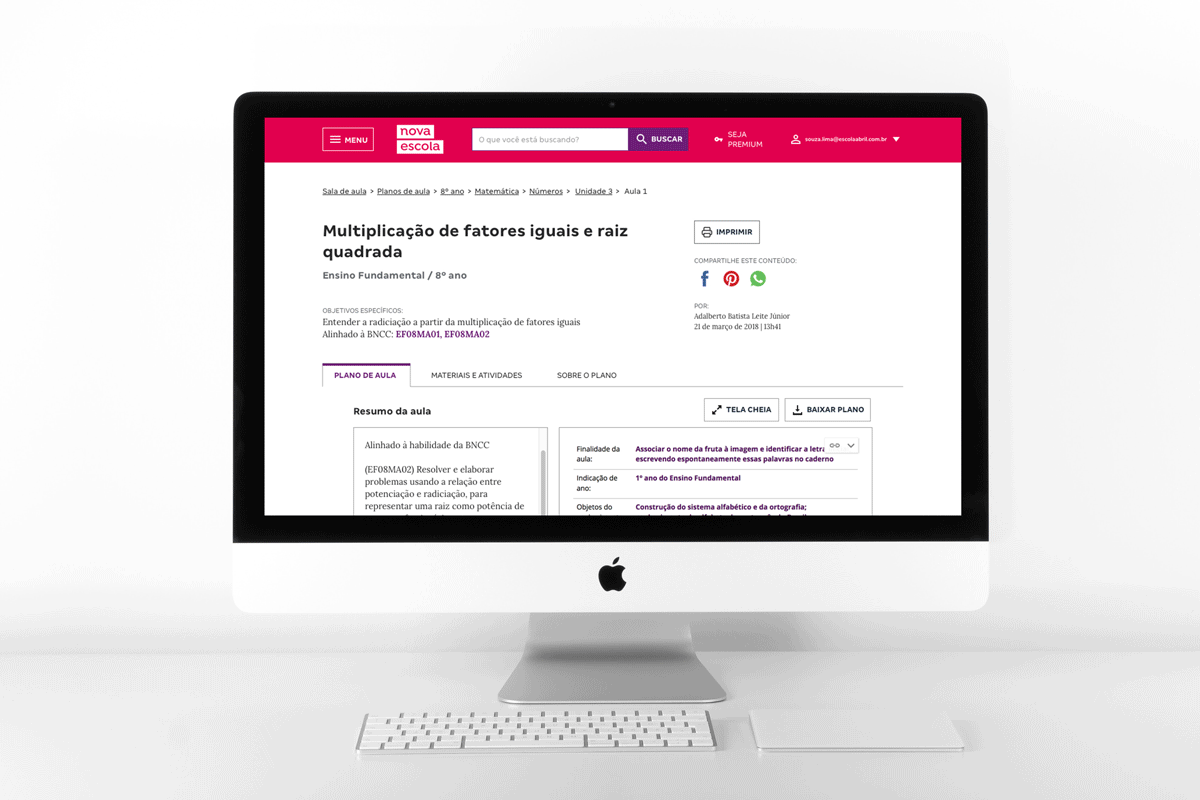 MENU
nova
escola
O que você está buscando?
BUSCAR
SEJA
PREMIUM
souza.lima@escolaabril.com.br
Sala de aula > Planos de aula > 8º ano > Matemática > Números > Unidade 3 > Aula 1
Multiplicação de fatores iguais e raiz
quadrada
Ensino Fundamental / 8º ano
IMPRIMIR
COMPARTILHE ESTE CONTEÚDO:
POR:
Adalberto Batista Leite Júnior
21 de março de 2018 | 13h41
OBJETIVOS ESPECÍFICOS:
Entender a radiciação a partir da multiplicação de fatores iguais
Alinhado à BNCC: EF08MA01, EF08MA02
PLANO DE AULA
MATERIAIS E ATIVIDADES
SOBRE O PLANO
Resumo da aula
TELA CHEIA
BAIXAR PLANO
Alinhado à habilidade da BNCC
(EF08MA02) Resolver e elaborar
problemas usando a relação entre
potenciação e radiciação, para
representar uma raiz como potência de
Finalidade da
aula:
Associar o nome da fruta à imagem e identificar a letra
escrevendo espontaneamente essas palavras no caderno
Indicação de
ano:
1º ano do Ensino Fundamental
Objetos do
Construção do sistema alfabético e da ortografia;